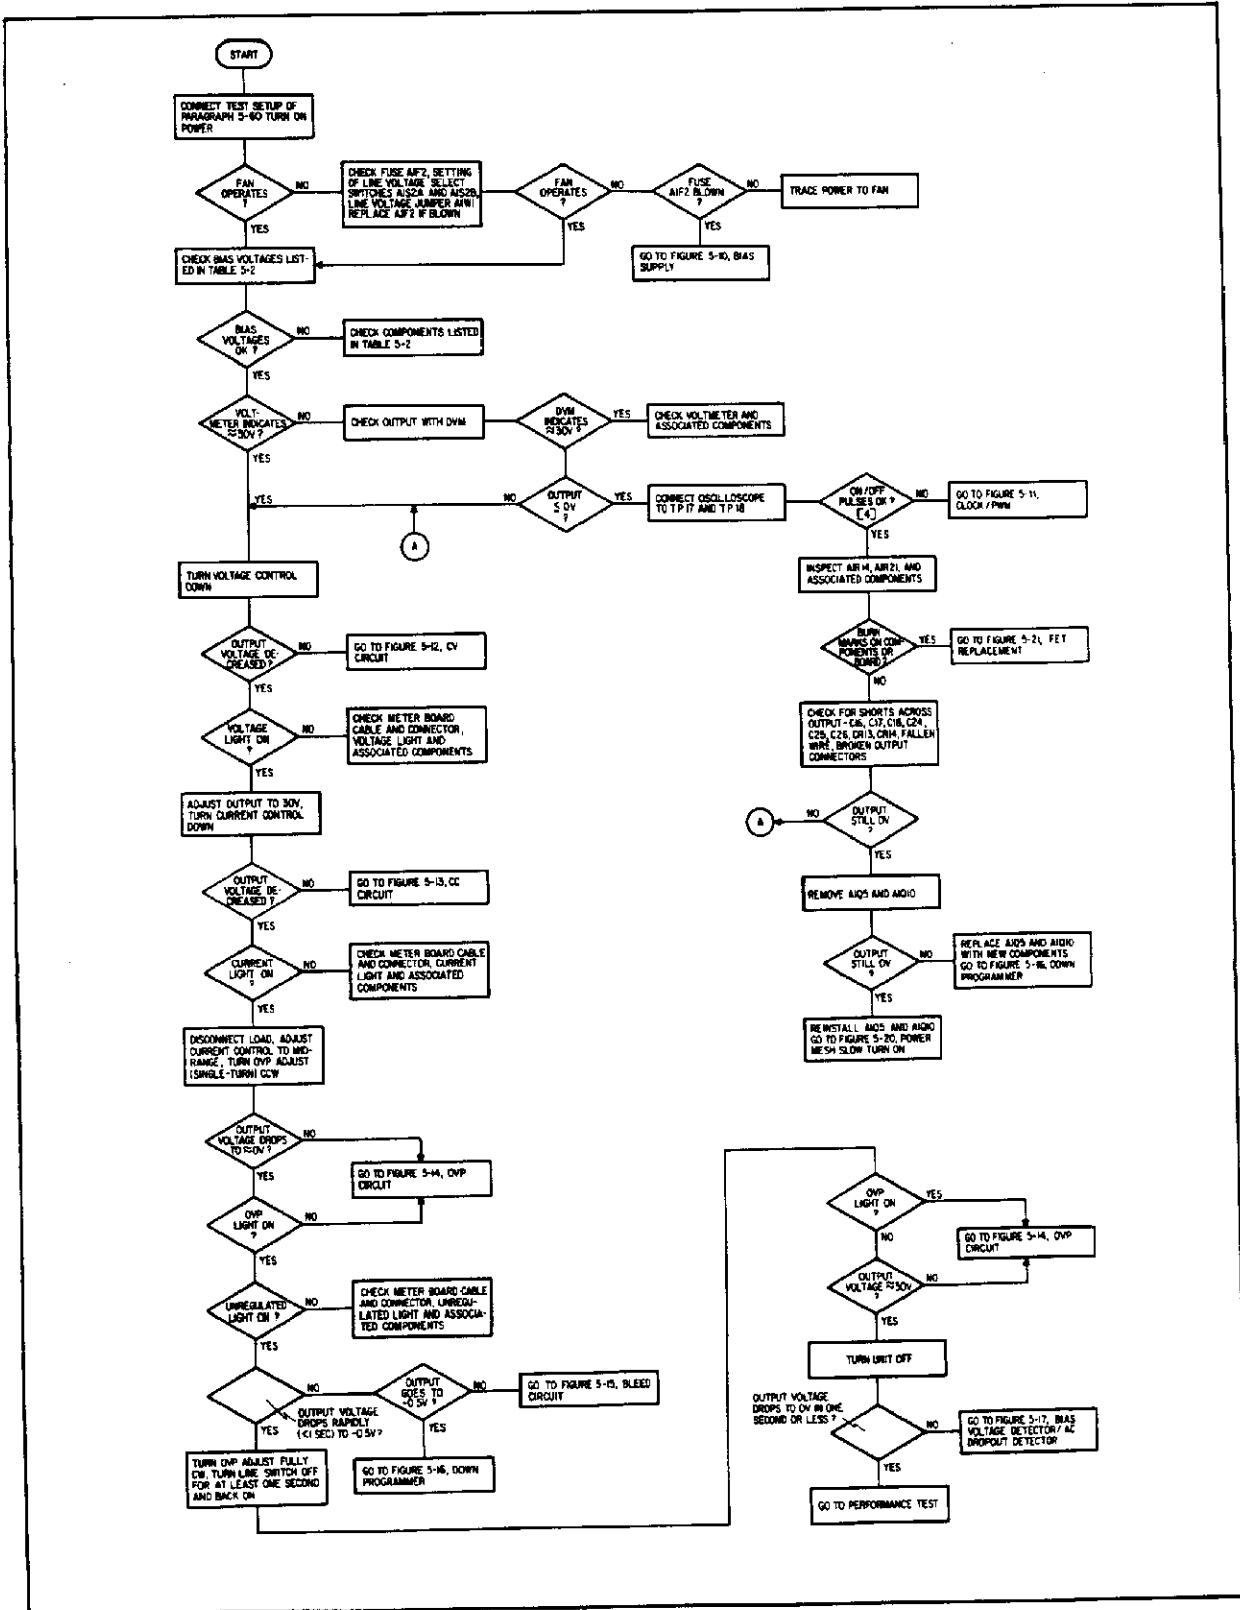 START
CONNECT TEST SETUP OF
PARAGRAPH 5-60 TURN ON
POWER
FAN
OPERATES
?
NO
YES
CHECK FUSE A1F2, SETTING
OF LINE VOLTAGE SELECT
SWITCHES A1S2A AND A1S2B,
LINE VOLTAGE JUMPER A1W1
REPLACE A1F2 IF BLOWN
FAN
OPERATES
?
NO
YES
FUSE
A1F2 BLOWN
?
NO
YES
TRACE POWER TO FAN
GO TO FIGURE 5-10, BIAS
SUPPLY
CHECK BIAS VOLTAGES LIST-
ED IN TABLE 5-2
BIAS
VOLTAGES
OK ?
NO
YES
CHECK COMPONENTS LISTED
IN TABLE 5-2
VOLT-
METER INDICATES
≈30V ?
NO
YES
CHECK OUTPUT WITH DVM
DVM
INDICATES
≈30V ?
YES
CHECK VOLTMETER AND
ASSOCIATED COMPONENTS
YES
NO
OUTPUT
S 0V
?
YES
CONNECT OSCILLOSCOPE
TO TP17 AND TP18
ON/OFF
PULSES OK ?
[4]
NO
YES
GO TO FIGURE 5-11,
CLOCK/PWM
A
TURN VOLTAGE CONTROL
DOWN
INSPECT A1R14, A1R21, AND
ASSOCIATED COMPONENTS
OUTPUT
VOLTAGE DE-
CREASED ?
NO
YES
GO TO FIGURE 5-12, CV
CIRCUIT
BURN
MARKS ON COM-
PONENTS OR
BOARD ?
YES
NO
GO TO FIGURE 5-21, FET
REPLACEMENT
VOLTAGE
LIGHT ON
?
NO
YES
CHECK METER BOARD
CABLE AND CONNECTOR,
VOLTAGE LIGHT AND
ASSOCIATED COMPONENTS
CHECK FOR SHORTS ACROSS
OUTPUT - C16, C17, C18, C24,
C25, C26, CR13, CR14, FALLEN
WIRE, BROKEN OUTPUT
CONNECTORS
ADJUST OUTPUT TO 30V,
TURN CURRENT CONTROL
DOWN
A
NO
OUTPUT
STILL 0V
?
YES
OUTPUT
VOLTAGE DE-
CREASED ?
NO
YES
GO TO FIGURE 5-13, CC
CIRCUIT
REMOVE A1Q5 AND A1Q10
CURRENT
LIGHT ON
?
NO
YES
CHECK METER BOARD CABLE
AND CONNECTOR, CURRENT
LIGHT AND ASSOCIATED
COMPONENTS
OUTPUT
STILL 0V
?
NO
YES
REPLACE A1Q5 AND A1Q10
WITH NEW COMPONENTS
GO TO FIGURE 5-16, DOWN
PROGRAMMER
DISCONNECT LOAD, ADJUST
CURRENT CONTROL TO MID-
RANGE, TURN OVP ADJUST
(SINGLE-TURN) CCW
REINSTALL A1Q5 AND A1Q10
GO TO FIGURE 5-20, POWER
MESH SLOW TURN ON
OUTPUT
VOLTAGE DROPS
TO ≈0V ?
NO
YES
GO TO FIGURE 5-14, OVP
CIRCUIT
OVP
LIGHT ON
?
NO
YES
UNREGULATED
LIGHT ON ?
NO
YES
CHECK METER BOARD CABLE
AND CONNECTOR, UNREGU-
LATED LIGHT AND ASSOCIA-
TED COMPONENTS
NO
OUTPUT VOLTAGE
DROPS RAPIDLY
(<1 SEC) TO -0.5V?
YES
OUTPUT
GOES TO
-0.5V ?
NO
YES
GO TO FIGURE 5-15, BLEED
CIRCUIT
GO TO FIGURE 5-16, DOWN
PROGRAMMER
TURN OVP ADJUST FULLY
CW, TURN LINE SWITCH OFF
FOR AT LEAST ONE SECOND
AND BACK ON
OVP
LIGHT ON
?
YES
NO
GO TO FIGURE 5-14, OVP
CIRCUIT
OUTPUT
VOLTAGE ≈30V
?
NO
YES
TURN UNIT OFF
OUTPUT VOLTAGE
DROPS TO 0V IN ONE
SECOND OR LESS ?
NO
YES
GO TO FIGURE 5-17, BIAS
VOLTAGE DETECTOR/AC
DROPOUT DETECTOR
GO TO PERFORMANCE TEST